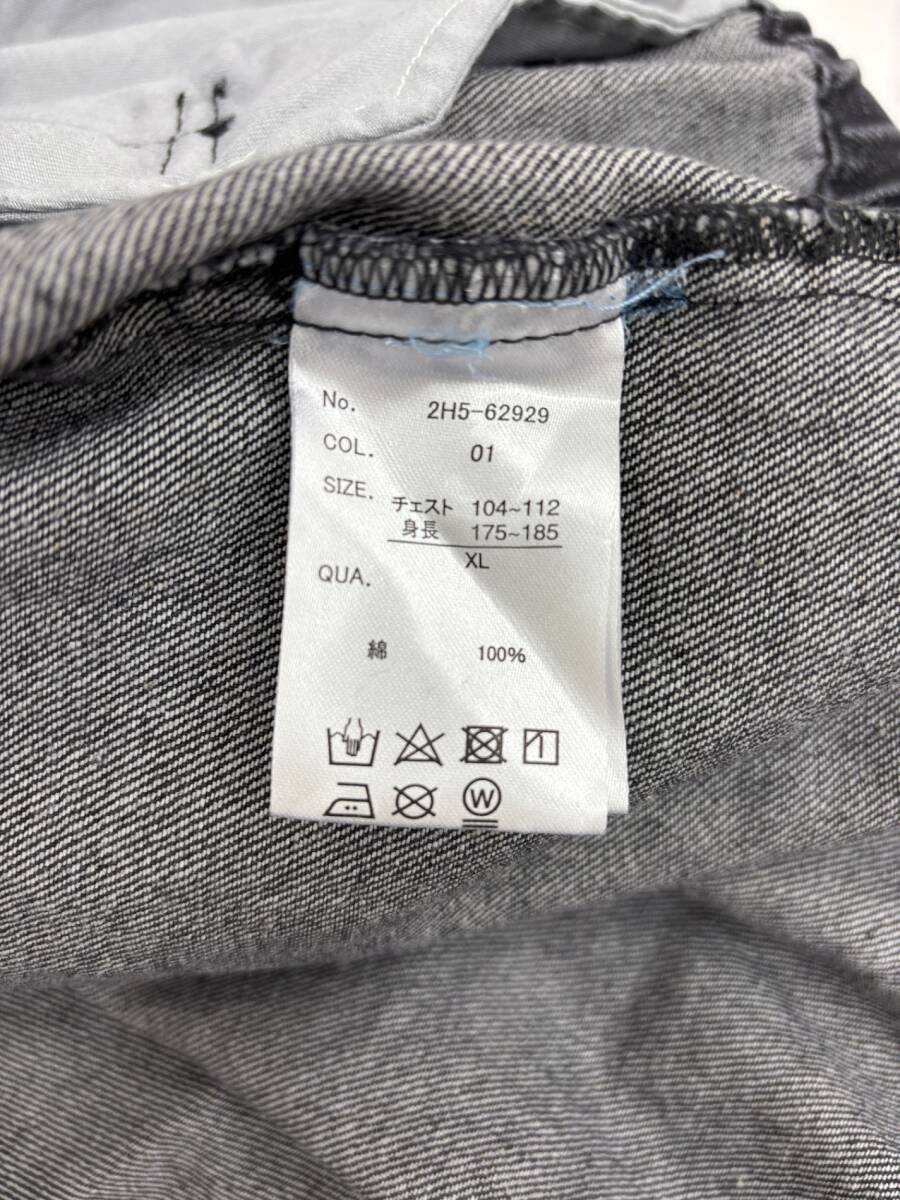 No. 2H5-62929
COL. 01
SIZE. チェスト 104~112
身長 175~185
XL
QUA.
綿 100%
W